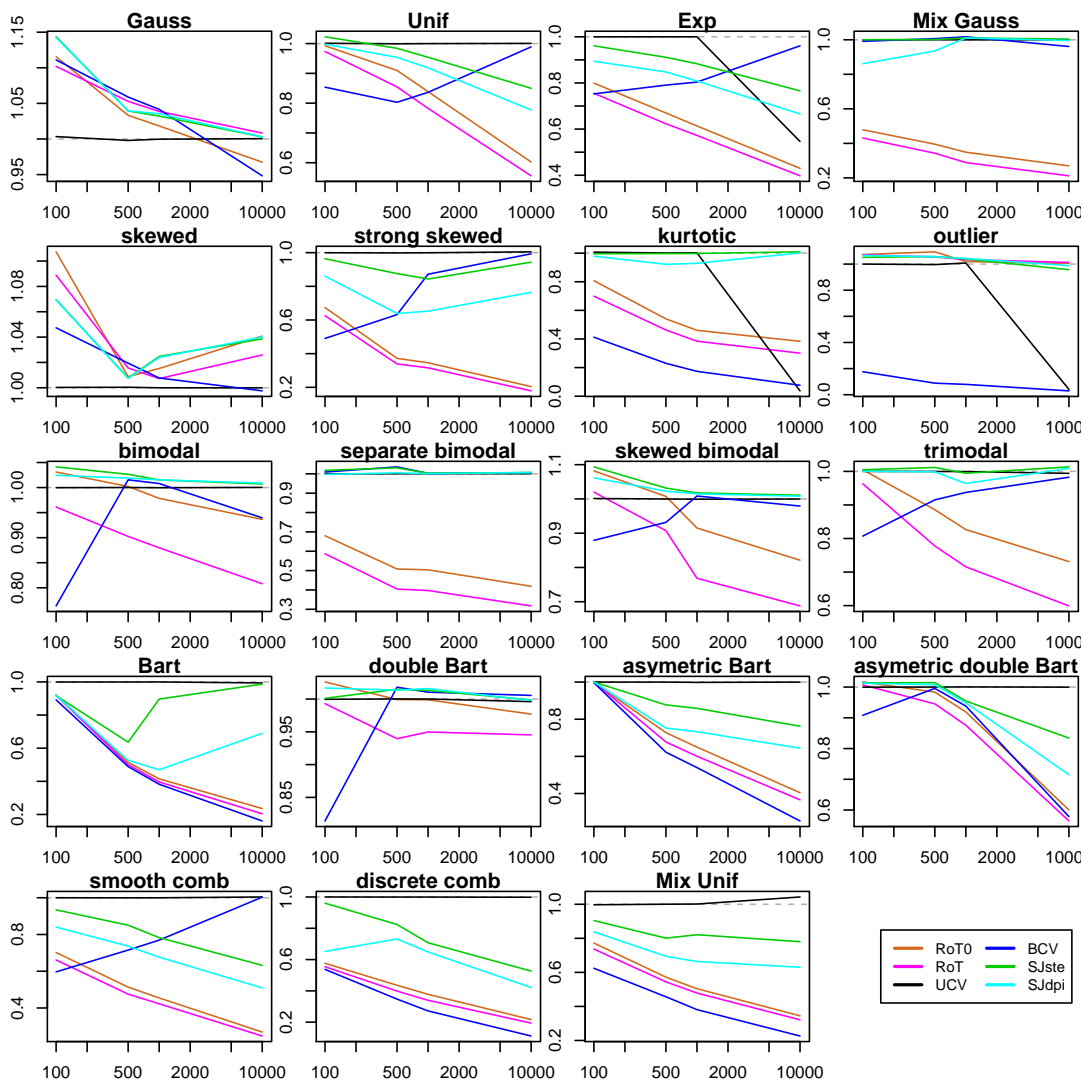 Gauss
1.15
1.05
0.95
100 500 2000 10000
Unif
1.0
0.8
0.6
100 500 2000 10000
Exp
1.0
0.8
0.6
0.4
100 500 2000 10000
Mix Gauss
1.0
0.6
0.2
100 500 2000 1000
skewed
1.08
1.04
1.00
100 500 2000 10000
strong skewed
1.0
0.6
0.2
100 500 2000 10000
kurtotic
0.8
0.4
0.0
100 500 2000 10000
outlier
0.8
0.4
0.0
100 500 2000 1000
bimodal
1.00
0.90
0.80
100 500 2000 10000
separate bimodal
0.9
0.7
0.5
0.3
100 500 2000 10000
skewed bimodal
1.1
0.9
0.7
100 500 2000 10000
trimodal
1.0
0.8
0.6
100 500 2000 1000
Bart
1.0
0.6
0.2
100 500 2000 10000
double Bart
0.95
0.85
100 500 2000 10000
asymetric Bart
0.8
0.4
100 500 2000 10000
asymetric double Bart
1.0
0.8
0.6
100 500 2000 1000
smooth comb
0.8
0.4
100 500 2000 10000
discrete comb
1.0
0.6
0.2
100 500 2000 10000
Mix Unif
1.0
0.6
0.2
100 500 2000 10000
RoT0 BCV
RoT SJste
UCV SJdpi